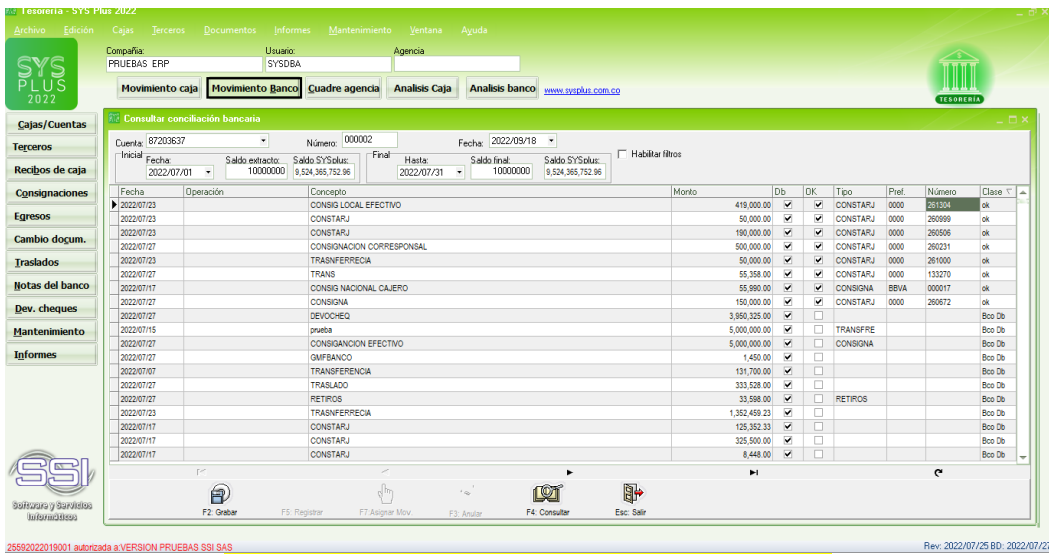 Tesorería - SYS Plus 2022
Archivo Edición Cajas Terceros Documentos Informes Mantenimiento Ventana Ayuda
SYS PLUS 2022
Compañia: Usuario: Agencia
PRUEBAS ERP SYSDBA
Movimiento caja Movimiento Banco Cuadre agencia Analisis Caja Analisis banco www.sysplus.com.co
TESORERÍA
Cajas/Cuentas
Terceros
Recibos de caja
Consignaciones
Egresos
Cambio docum.
Traslados
Notas del banco
Dev. cheques
Mantenimiento
Informes
Consultar conciliación bancaria
Cuenta: 87203637 Número: 000002 Fecha: 2022/09/18
Inicial Fecha: Saldo extracto: Saldo SYSplus: Final Hasta: Saldo final: Saldo SYSplus: Habilitar filtros
2022/07/01 10000000 9,524,365,752.96 2022/07/31 10000000 9,524,365,752.96
Fecha Operación Concepto Monto Db OK Tipo Pref. Número Clase
2022/07/23 CONSIG LOCAL EFECTIVO 419,000.00 CONSTARJ 0000 261304 ok
2022/07/23 CONSTARJ 50,000.00 CONSTARJ 0000 260999 ok
2022/07/23 CONSTARJ 190,000.00 CONSTARJ 0000 260506 ok
2022/07/27 CONSIGNACION CORRESPONSAL 500,000.00 CONSTARJ 0000 260231 ok
2022/07/23 TRASNFERRECIA 50,000.00 CONSTARJ 0000 261000 ok
2022/07/27 TRANS 55,358.00 CONSTARJ 0000 133270 ok
2022/07/17 CONSIG NACIONAL CAJERO 55,990.00 CONSIGNA BBVA 000017 ok
2022/07/27 CONSIGNA 150,000.00 CONSTARJ 0000 260672 ok
2022/07/27 DEVOCHEQ 3,950,325.00 Bco Db
2022/07/15 prueba 5,000,000.00 TRANSFRE Bco Db
2022/07/27 CONSIGANCION EFECTIVO 5,000,000.00 CONSIGNA Bco Db
2022/07/27 GMFBANCO 1,450.00 Bco Db
2022/07/07 TRANSFERENCIA 131,700.00 Bco Db
2022/07/27 TRASLADO 333,528.00 Bco Db
2022/07/27 RETIROS 33,598.00 RETIROS Bco Db
2022/07/23 TRASNFERRECIA 1,352,459.23 Bco Db
2022/07/17 CONSTARJ 125,352.33 Bco Db
2022/07/17 CONSTARJ 325,500.00 Bco Db
2022/07/17 CONSTARJ 8,448.00 Bco Db
F2: Grabar F5: Registrar F7:Asignar Mov. F3: Anular F4: Consultar Esc: Salir
SSI
Software y Servicios
Informáticos
25592022019001 autorizada a:VERSION PRUEBAS SSI SAS Rev: 2022/07/25 BD: 2022/07/27